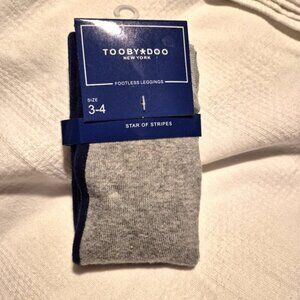 TOOBY★DOO
NEW YORK
FOOTLESS LEGGINGS
SIZE
3-4
STAR OF STRIPES